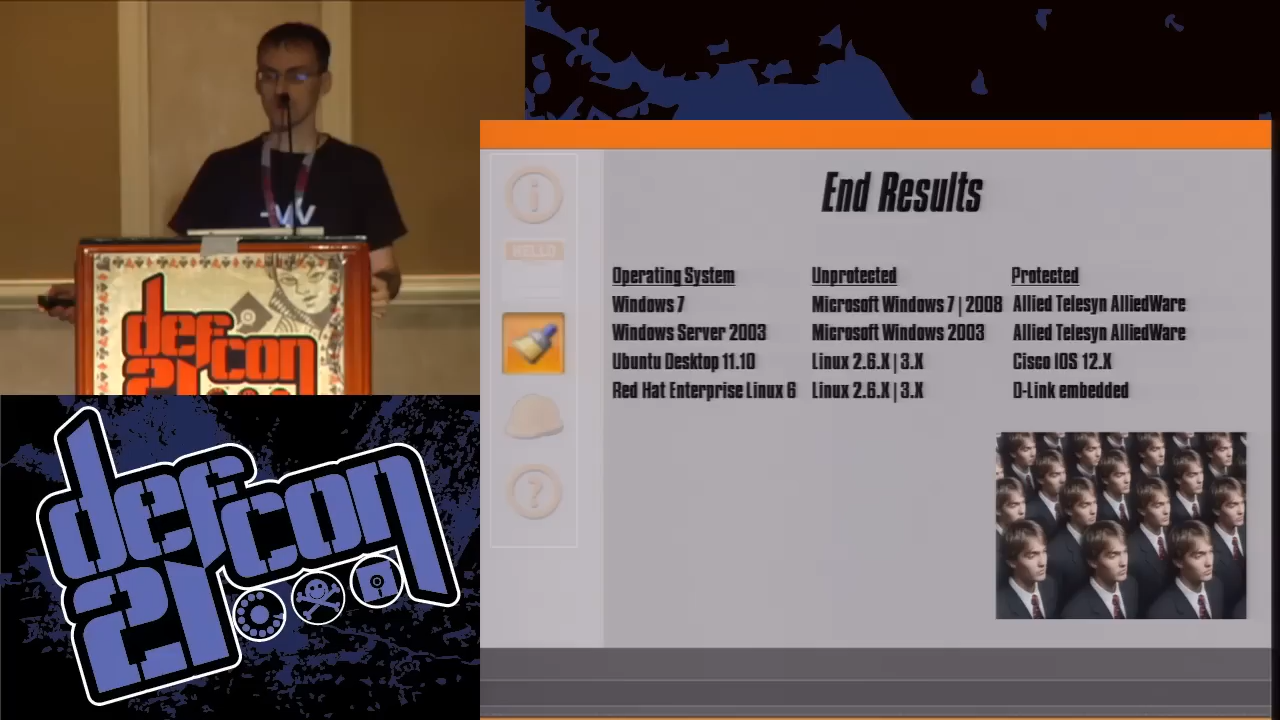 End Results
Operating System Unprotected Protected
Windows 7 Microsoft Windows 7 | 2008 Allied Telesyn AlliedWare
Windows Server 2003 Microsoft Windows 2003 Allied Telesyn AlliedWare
Ubuntu Desktop 11.10 Linux 2.6.X | 3.X Cisco IOS 12.X
Red Hat Enterprise Linux 6 Linux 2.6.X | 3.X D-Link embedded
i
HELLO
?
defcon
21
defcon
21